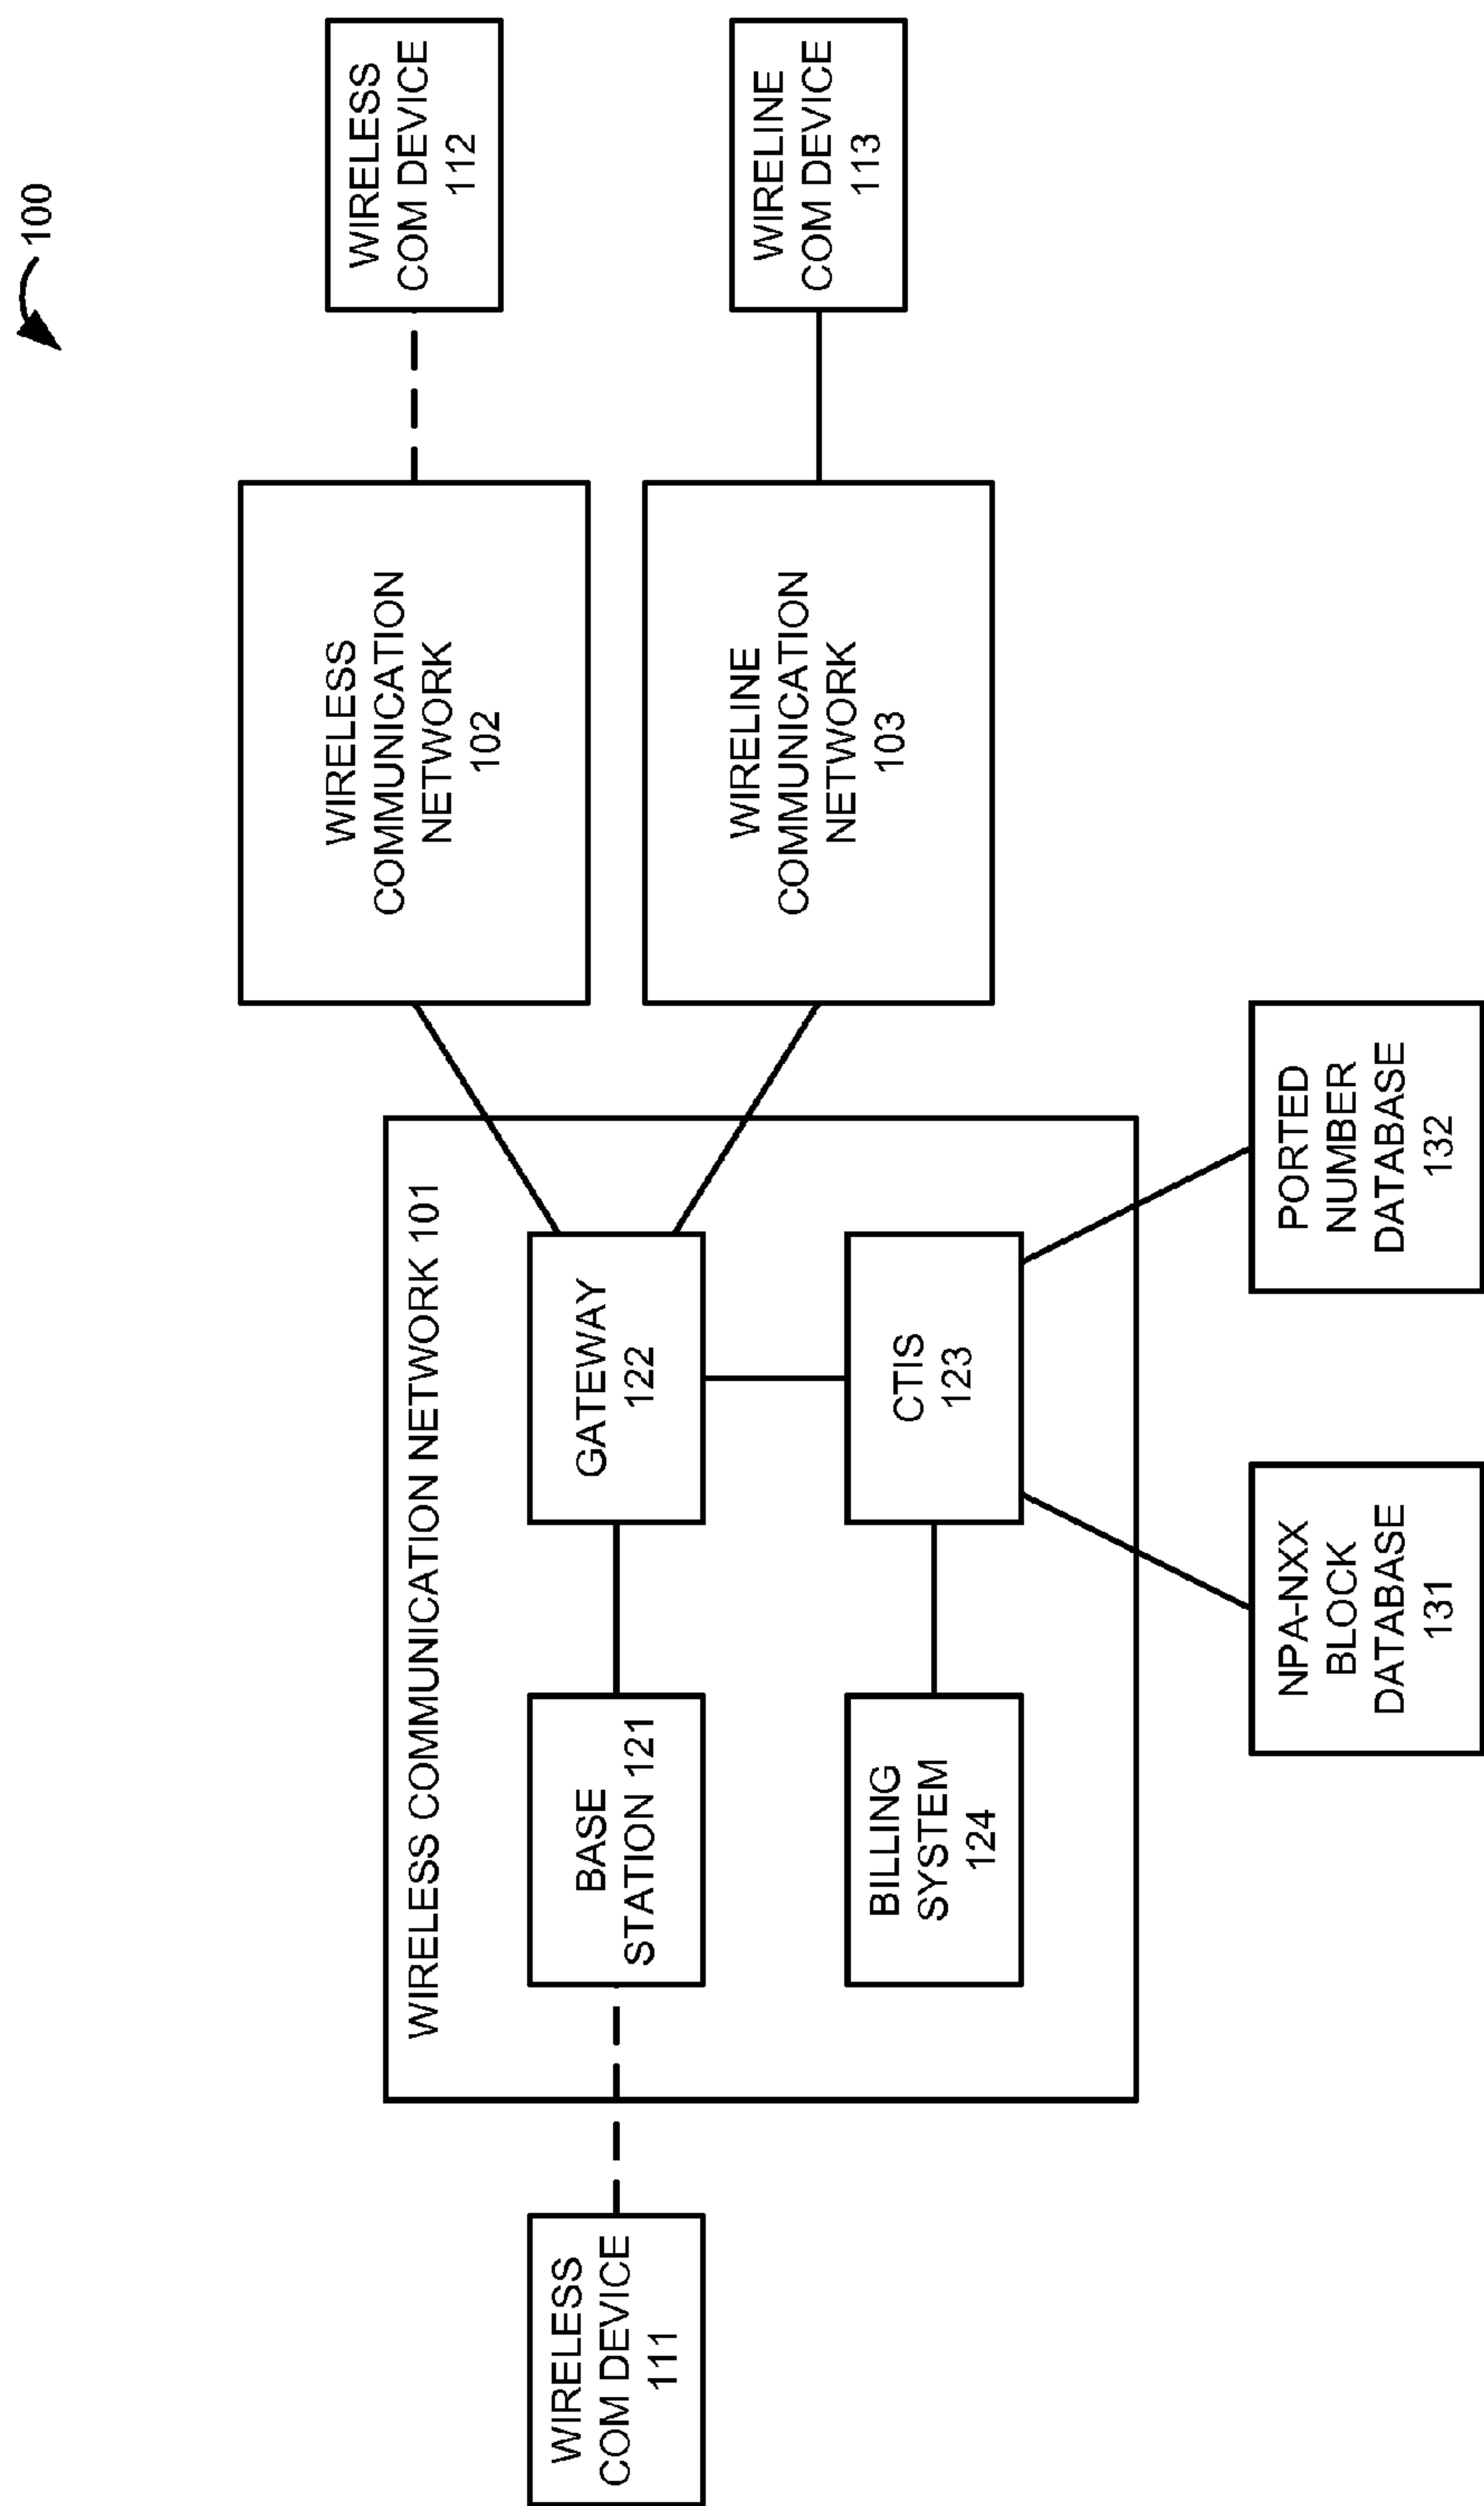 100
WIRELESS
COM DEVICE
112
WIRELINE
COM DEVICE
113
WIRELESS
COMMUNICATION
NETWORK
102
WIRELINE
COMMUNICATION
NETWORK
103
WIRELESS COMMUNICATION NETWORK 101
GATEWAY
122
CTIS
123
BASE
STATION 121
BILLING
SYSTEM
124
PORTED
NUMBER
DATABASE
132
NPA-NXX
BLOCK
DATABASE
131
WIRELESS
COM DEVICE
111